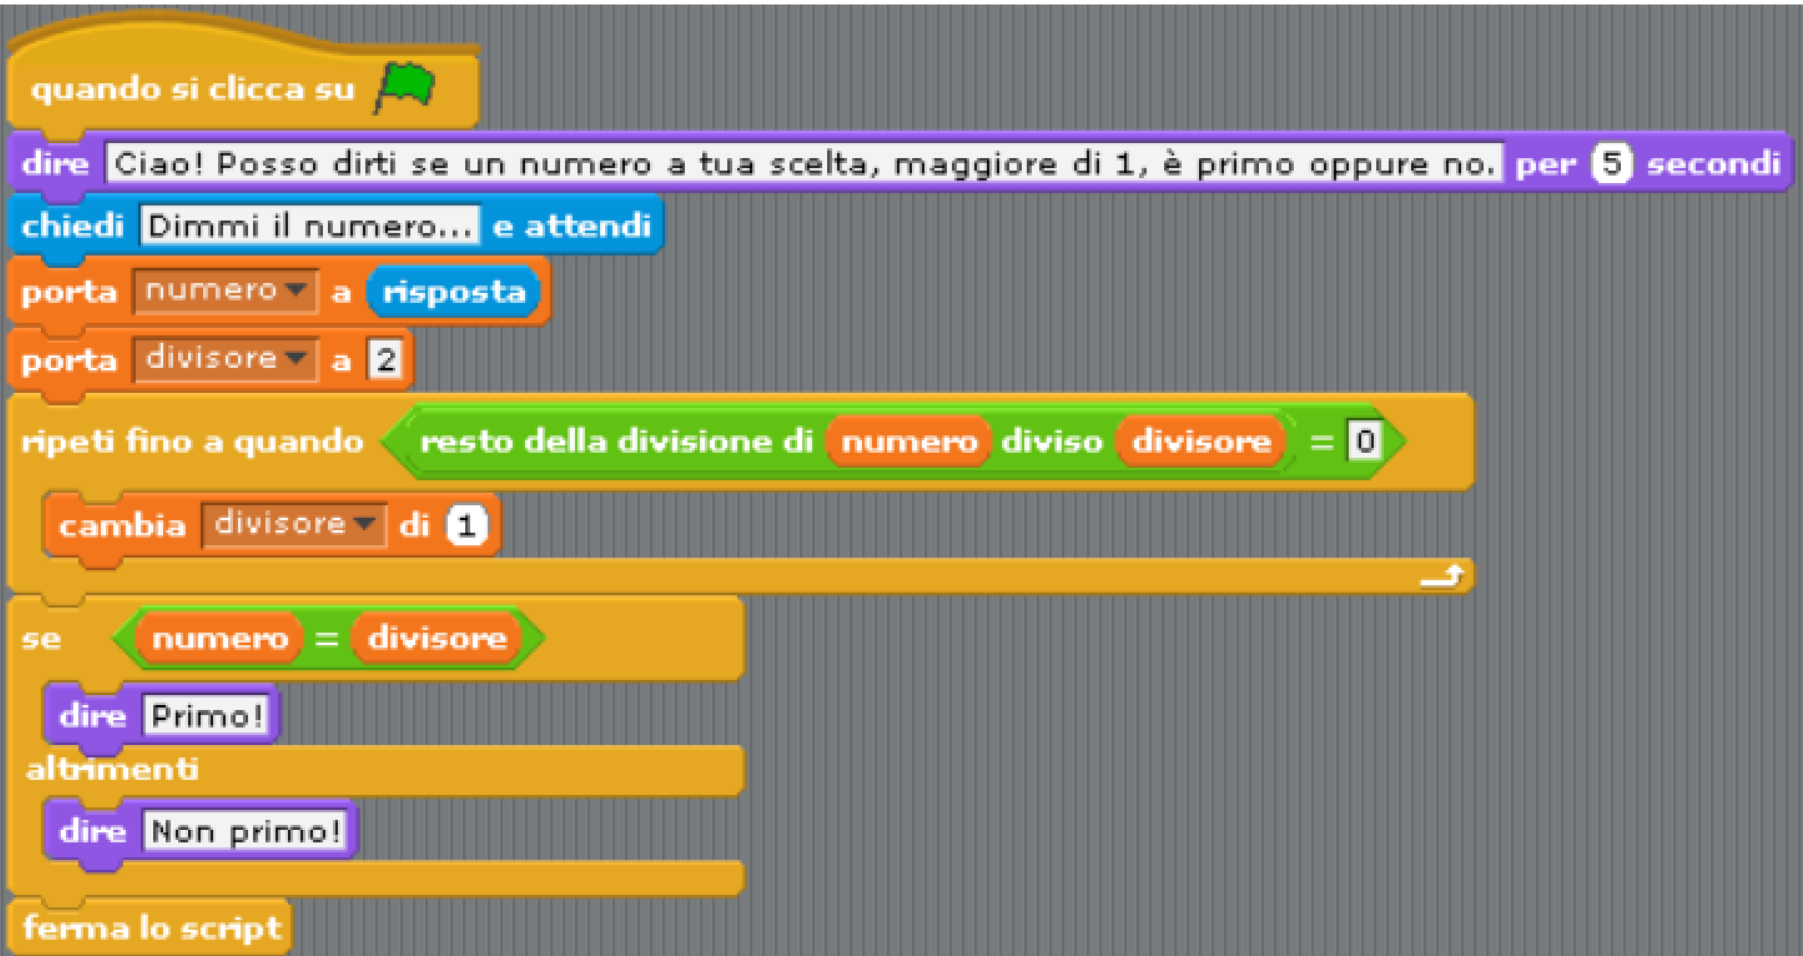 quando si clicca su
dire Ciao! Posso dirti se un numero a tua scelta, maggiore di 1, è primo oppure no. per 5 secondi
chiedi Dimmi il numero... e attendi
porta numero a risposta
porta divisore a 2
ripeti fino a quando resto della divisione di numero diviso divisore = 0
cambia divisore di 1
se numero = divisore
dire Primo!
altrimenti
dire Non primo!
ferma lo script